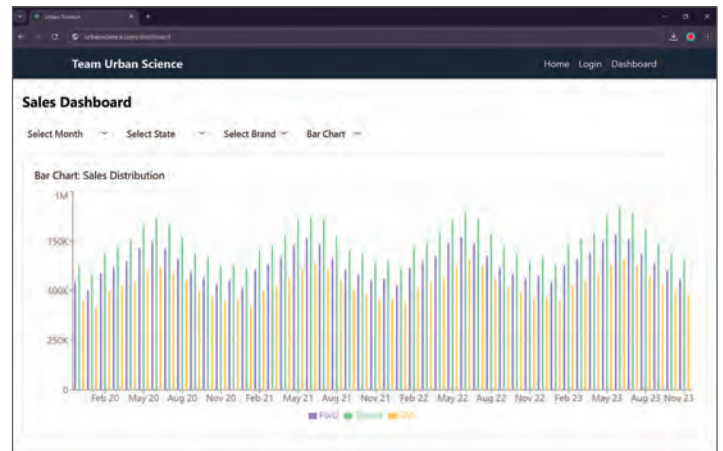 Urban Science
urbanscience.com/dashboard
Team Urban Science
Home Login Dashboard
Sales Dashboard
Select Month Select State Select Brand Bar Chart
Bar Chart: Sales Distribution
1M
750K
500K
250K
0
Feb 20 May 20 Aug 20 Nov 20 Feb 21 May 21 Aug 21 Nov 21 Feb 22 May 22 Aug 22 Nov 22 Feb 23 May 23 Aug 23 Nov 23
Ford GM